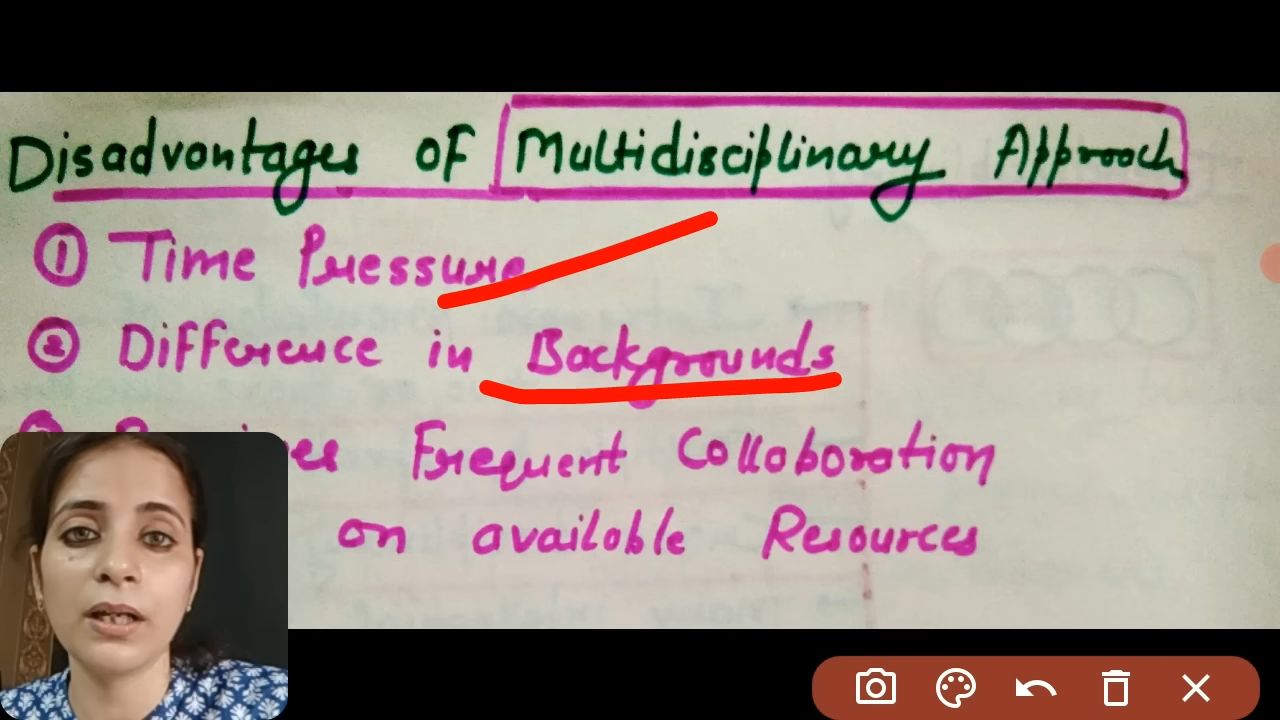 Disadvantages of Multidisciplinary Approach
① Time Pressure
② Difference in Backgrounds
Frequent Collaboration
on available Resources